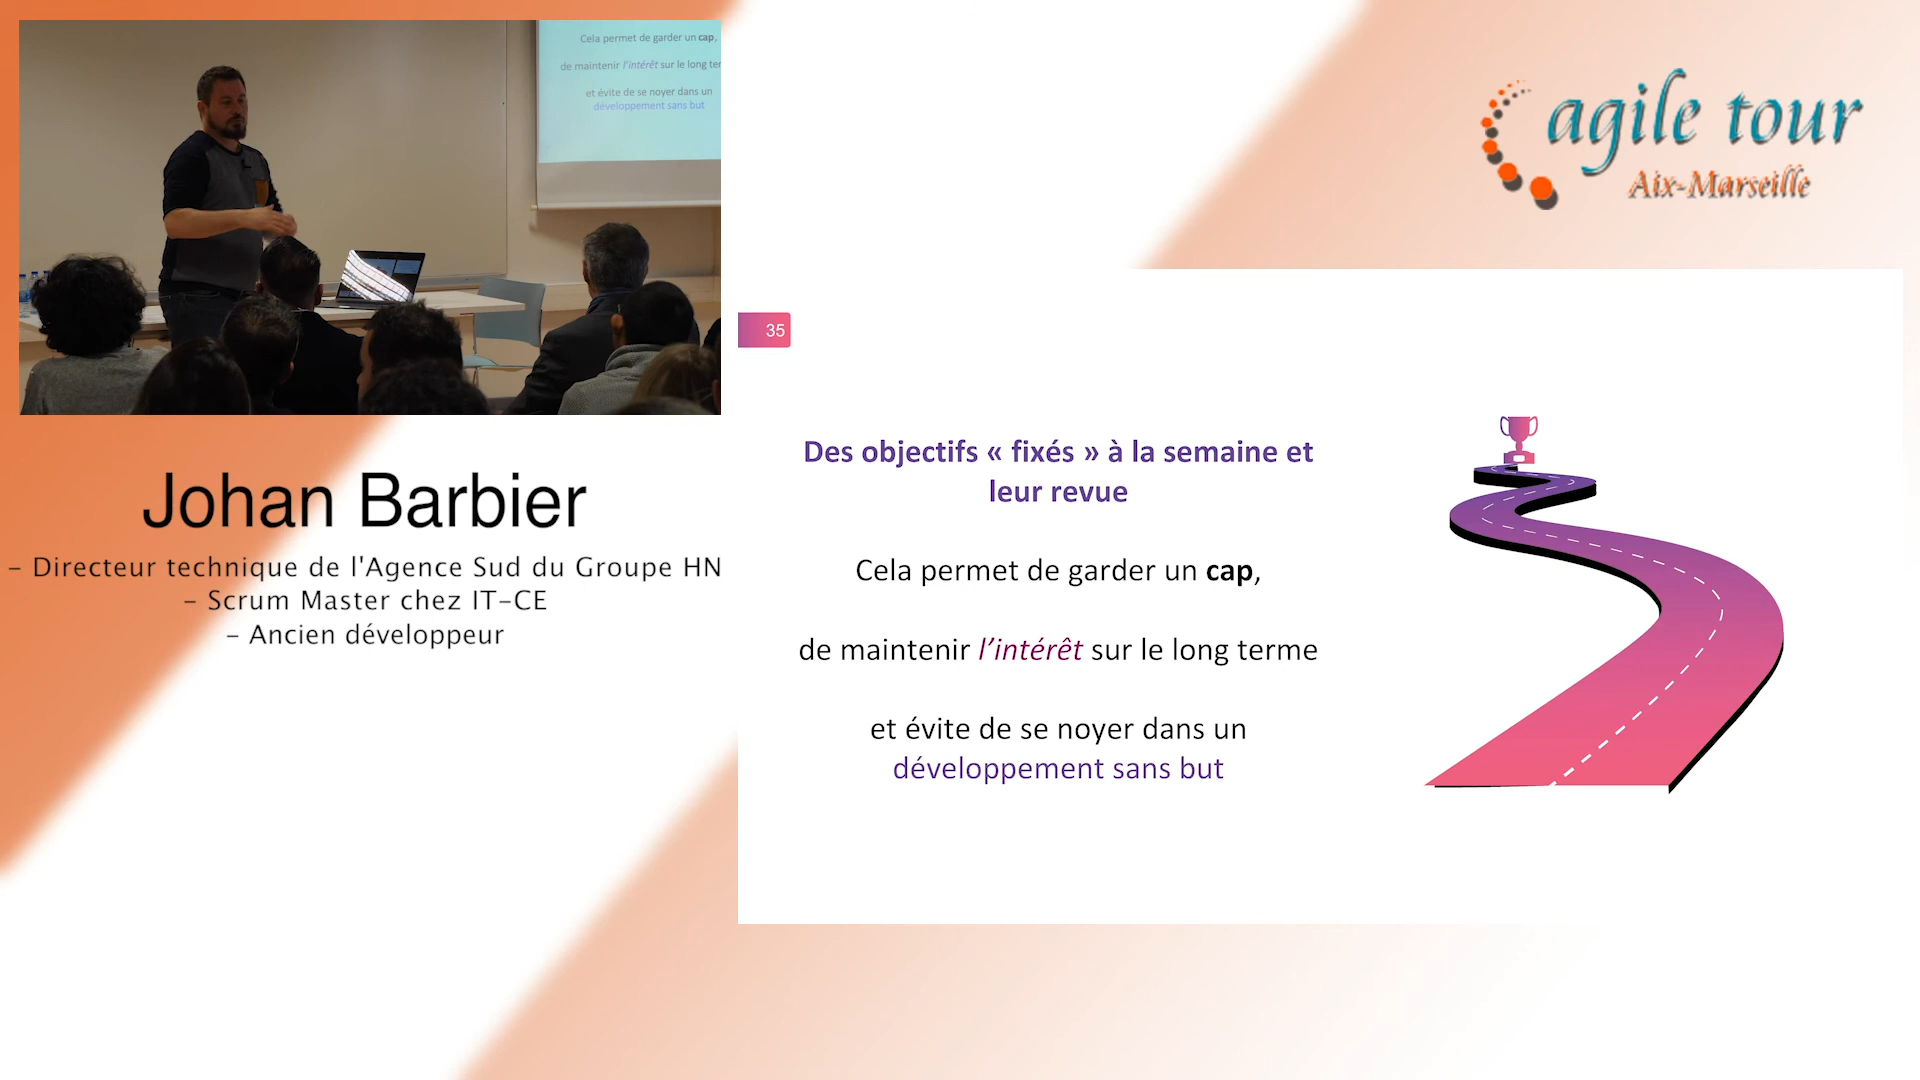 Cela permet de garder un cap,
de maintenir l'intérêt sur le long ter
et évite de se noyer dans un
développement sans but
agile tour
Aix-Marseille
Johan Barbier
- Directeur technique de l'Agence Sud du Groupe HN
- Scrum Master chez IT-CE
- Ancien développeur
35
Des objectifs « fixés » à la semaine et
leur revue
Cela permet de garder un cap,
de maintenir l’intérêt sur le long terme
et évite de se noyer dans un
développement sans but